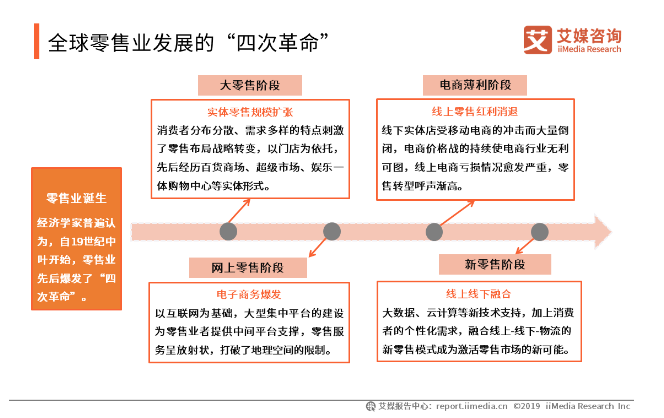 全球零售业发展的“四次革命”
艾媒咨询
iiMedia Research
大零售阶段
实体零售规模扩张
消费者分布分散、需求多样的特点刺激
了零售布局战略转变，以门店为依托，
先后经历百货商场、超级市场、娱乐一
体购物中心等实体形式。
电商薄利阶段
线上零售红利消退
线下实体店受移动电商的冲击而大量倒
闭，电商价格战的持续使电商行业无利
可图，线上电商亏损情况愈发严重，零
售转型呼声渐高。
零售业诞生
经济学家普遍认
为，自19世纪中
叶开始，零售业
先后爆发了“四
次革命”。
网上零售阶段
电子商务爆发
以互联网为基础，大型集中平台的建设
为零售业者提供中间平台支撑，零售服
务呈放射状，打破了地理空间的限制。
新零售阶段
线上线下融合
大数据、云计算等新技术支持，加上消费
者的个性化需求，融合线上-线下-物流的
新零售模式成为激活零售市场的新可能。
艾媒报告中心：report.iimedia.cn ©2019 iiMedia Research Inc